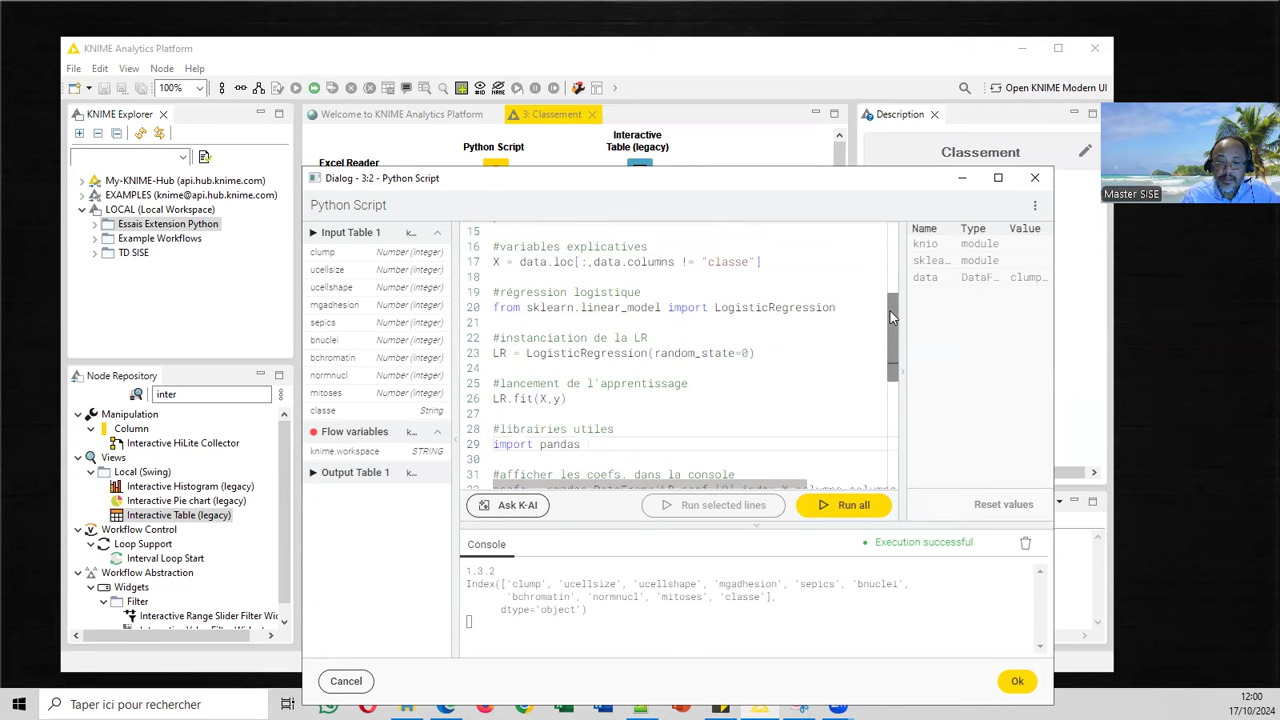 KNIME Analytics Platform
File Edit View Node Help
100%
Open KNIME Modern UI
KNIME Explorer
Welcome to KNIME Analytics Platform
3: Classement
Description
Interactive
Table (legacy)
Python Script
Excel Reader
Classement
My-KNIME-Hub (api.hub.knime.com)
EXAMPLES (knime@api.hub.knime.com)
LOCAL (Local Workspace)
Essais Extension Python
Example Workflows
TD SISE
Master SISE
Dialog - 3:2 - Python Script
Python Script
Input Table 1 k...
clump Number (integer)
ucellsize Number (integer)
ucellshape Number (integer)
mgadhesion Number (integer)
sepics Number (integer)
bnuclei Number (integer)
bchromatin Number (integer)
normnucl Number (integer)
mitoses Number (integer)
classe String
Flow variables k...
knime.workspace STRING
Output Table 1 k...
15
16 #variables explicatives
17 X = data.loc[:,data.columns != "classe"]
18
19 #régression logistique
20 from sklearn.linear_model import LogisticRegression
21
22 #instanciation de la LR
23 LR = LogisticRegression(random_state=0)
24
25 #lancement de l'apprentissage
26 LR.fit(X,y)
27
28 #librairies utiles
29 import pandas
30
31 #afficher les coefs. dans la console
Name Type Value
knio module
sklea... module
data DataF... clump...
Ask K-AI
Run selected lines
Run all
Reset values
Console
Execution successful
1.3.2
Index(['clump', 'ucellsize', 'ucellshape', 'mgadhesion', 'sepics', 'bnuclei',
'bchromatin', 'normnucl', 'mitoses', 'classe'],
dtype='object')
Cancel
Ok
Node Repository
inter
Manipulation
Column
Interactive HiLite Collector
Views
Local (Swing)
Interactive Histogram (legacy)
Interactive Pie chart (legacy)
Interactive Table (legacy)
Workflow Control
Loop Support
Interval Loop Start
Workflow Abstraction
Widgets
Filter
Interactive Range Slider Filter Wid
Taper ici pour rechercher
12:00
17/10/2024